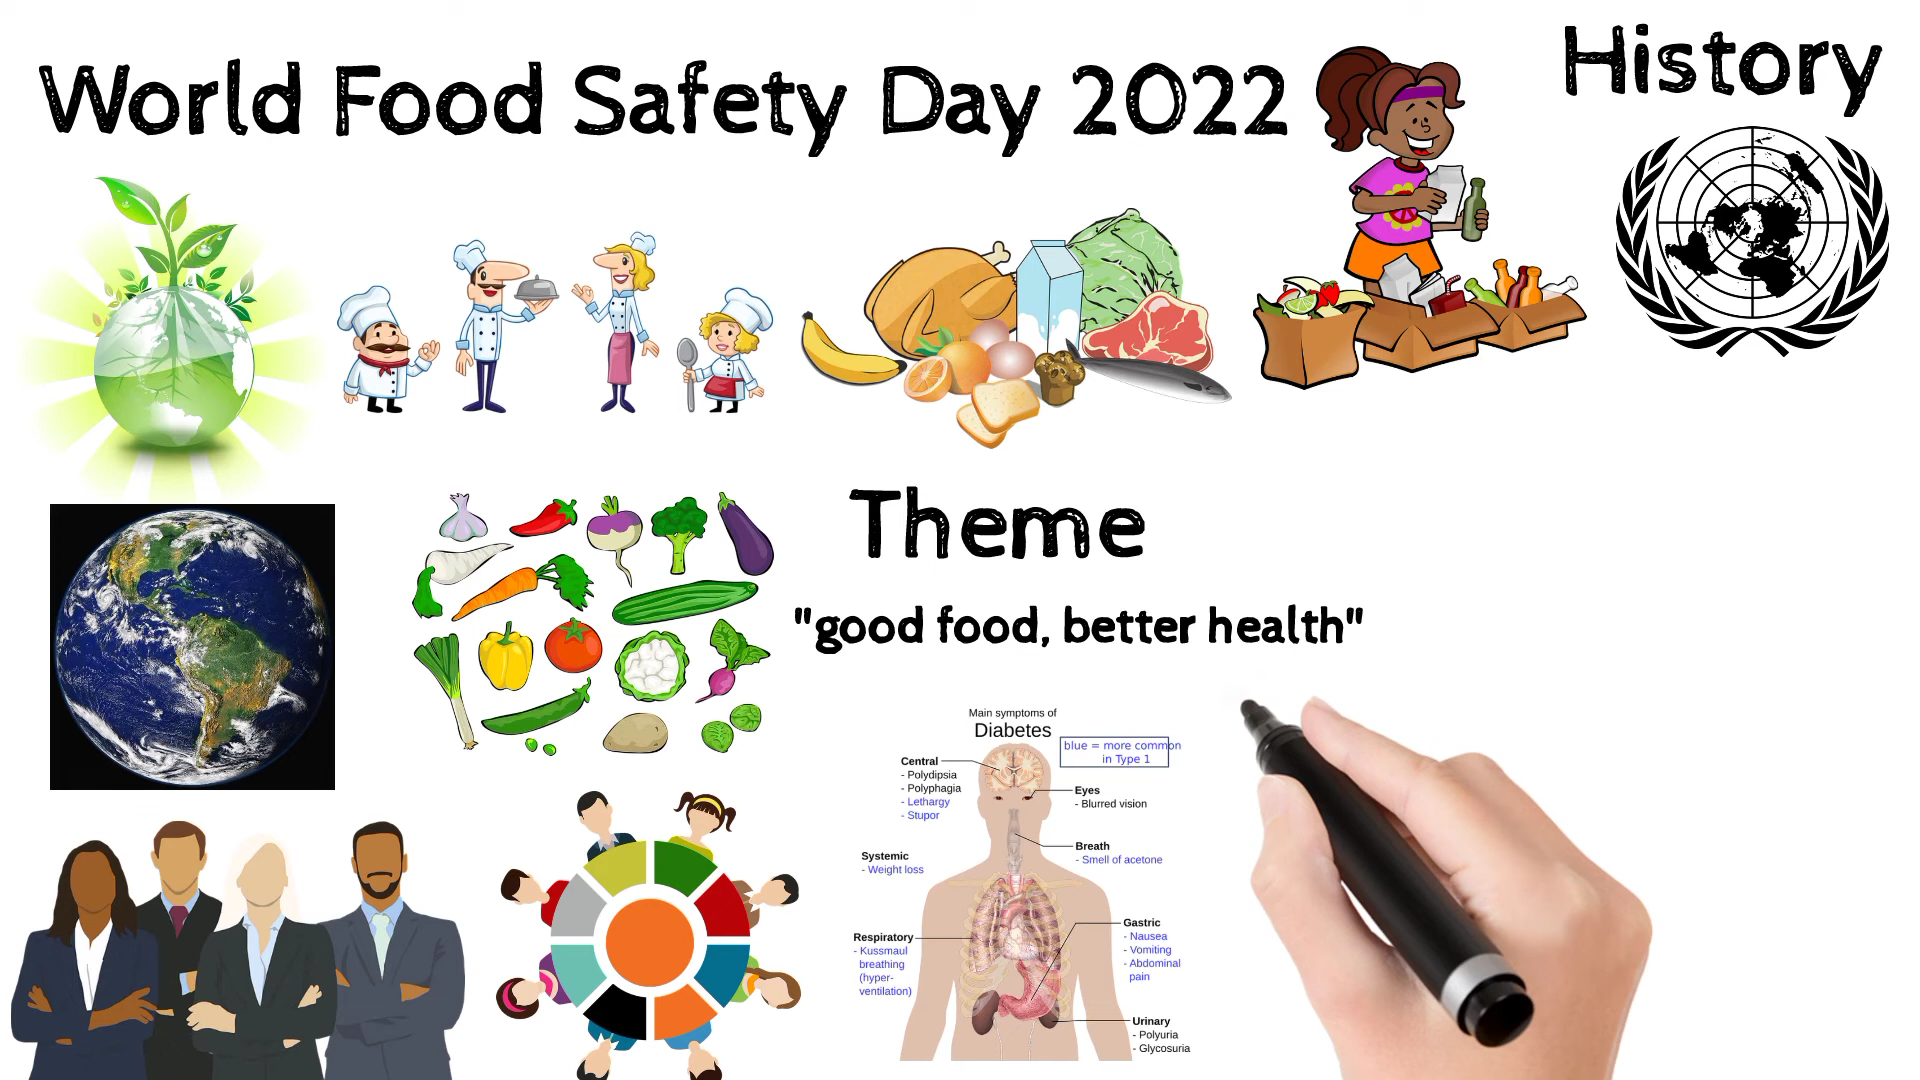 World Food Safety Day 2022
History
Theme
"good food, better health"
Main symptoms of
Diabetes
blue = more common
in Type 1
Central
- Polydipsia
- Polyphagia
- Lethargy
- Stupor
Eyes
- Blurred vision
Breath
- Smell of acetone
Systemic
- Weight loss
Respiratory
- Kussmaul
breathing
(hyper-
ventilation)
Gastric
- Nausea
- Vomiting
- Abdominal
pain
Urinary
- Polyuria
- Glycosuria